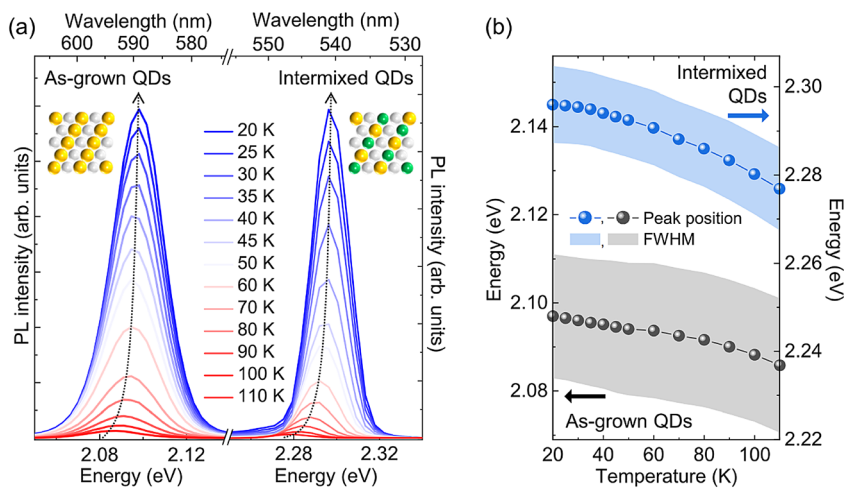 (a)
Wavelength (nm)
Wavelength (nm)
600 590 580
550 540 530
As-grown QDs
Intermixed QDs
20 K
25 K
30 K
35 K
40 K
45 K
50 K
60 K
70 K
80 K
90 K
100 K
110 K
PL intensity (arb. units)
PL intensity (arb. units)
2.08 2.12
2.28 2.32
Energy (eV)
Energy (eV)
(b)
Intermixed
QDs
, Peak position
, FWHM
As-grown QDs
2.14
2.12
2.10
2.08
Energy (eV)
2.30
2.28
2.26
2.24
2.22
Energy (eV)
20 40 60 80 100
Temperature (K)